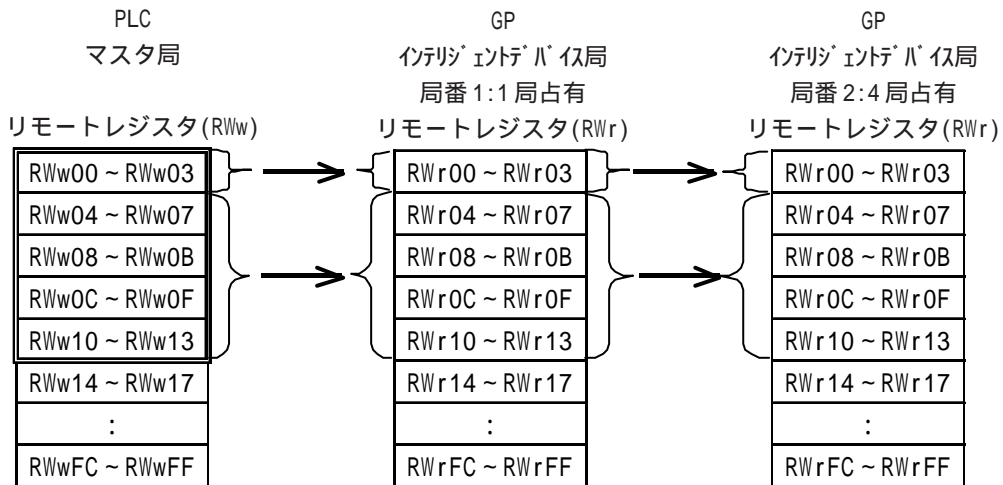 PLC
マスタ局
リモートレジスタ(RWw)
RWw00~RWw03
RWw04~RWw07
RWw08~RWw0B
RWw0C~RWw0F
RWw10~RWw13
RWw14~RWw17
:
RWwFC~RWwFF
GP
インテリジェントデバイス局
局番1:1局占有
リモートレジスタ(RWr)
RWr00~RWr03
RWr04~RWr07
RWr08~RWr0B
RWr0C~RWr0F
RWr10~RWr13
RWr14~RWr17
:
RWrFC~RWrFF
GP
インテリジェントデバイス局
局番2:4局占有
リモートレジスタ(RWr)
RWr00~RWr03
RWr04~RWr07
RWr08~RWr0B
RWr0C~RWr0F
RWr10~RWr13
RWr14~RWr17
:
RWrFC~RWrFF